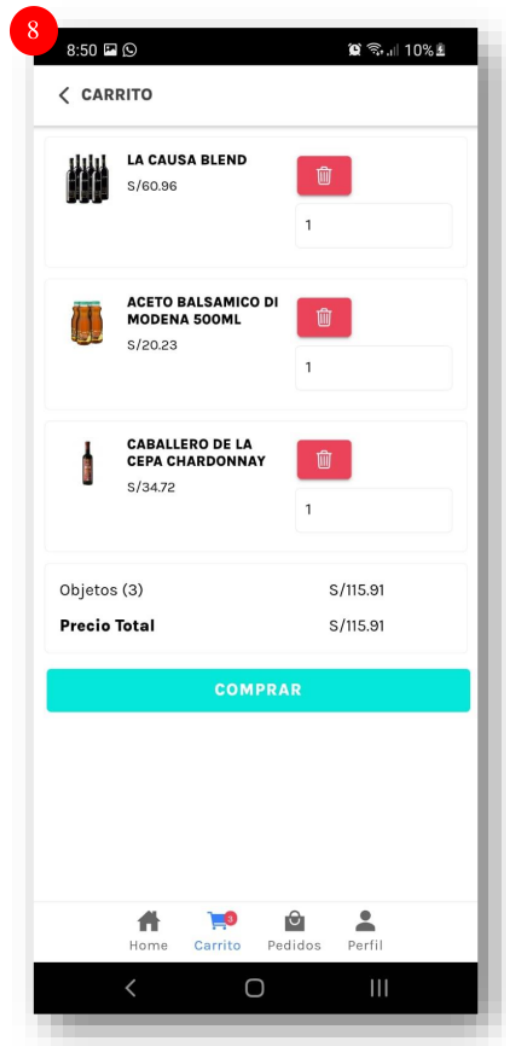 8
8:50 10%
CARRITO
LA CAUSA BLEND
S/60.96
1
ACETO BALSAMICO DI
MODENA 500ML
S/20.23
1
CABALLERO DE LA
CEPA CHARDONNAY
S/34.72
1
Objetos (3) S/115.91
Precio Total S/115.91
COMPRAR
3
Home Carrito Pedidos Perfil